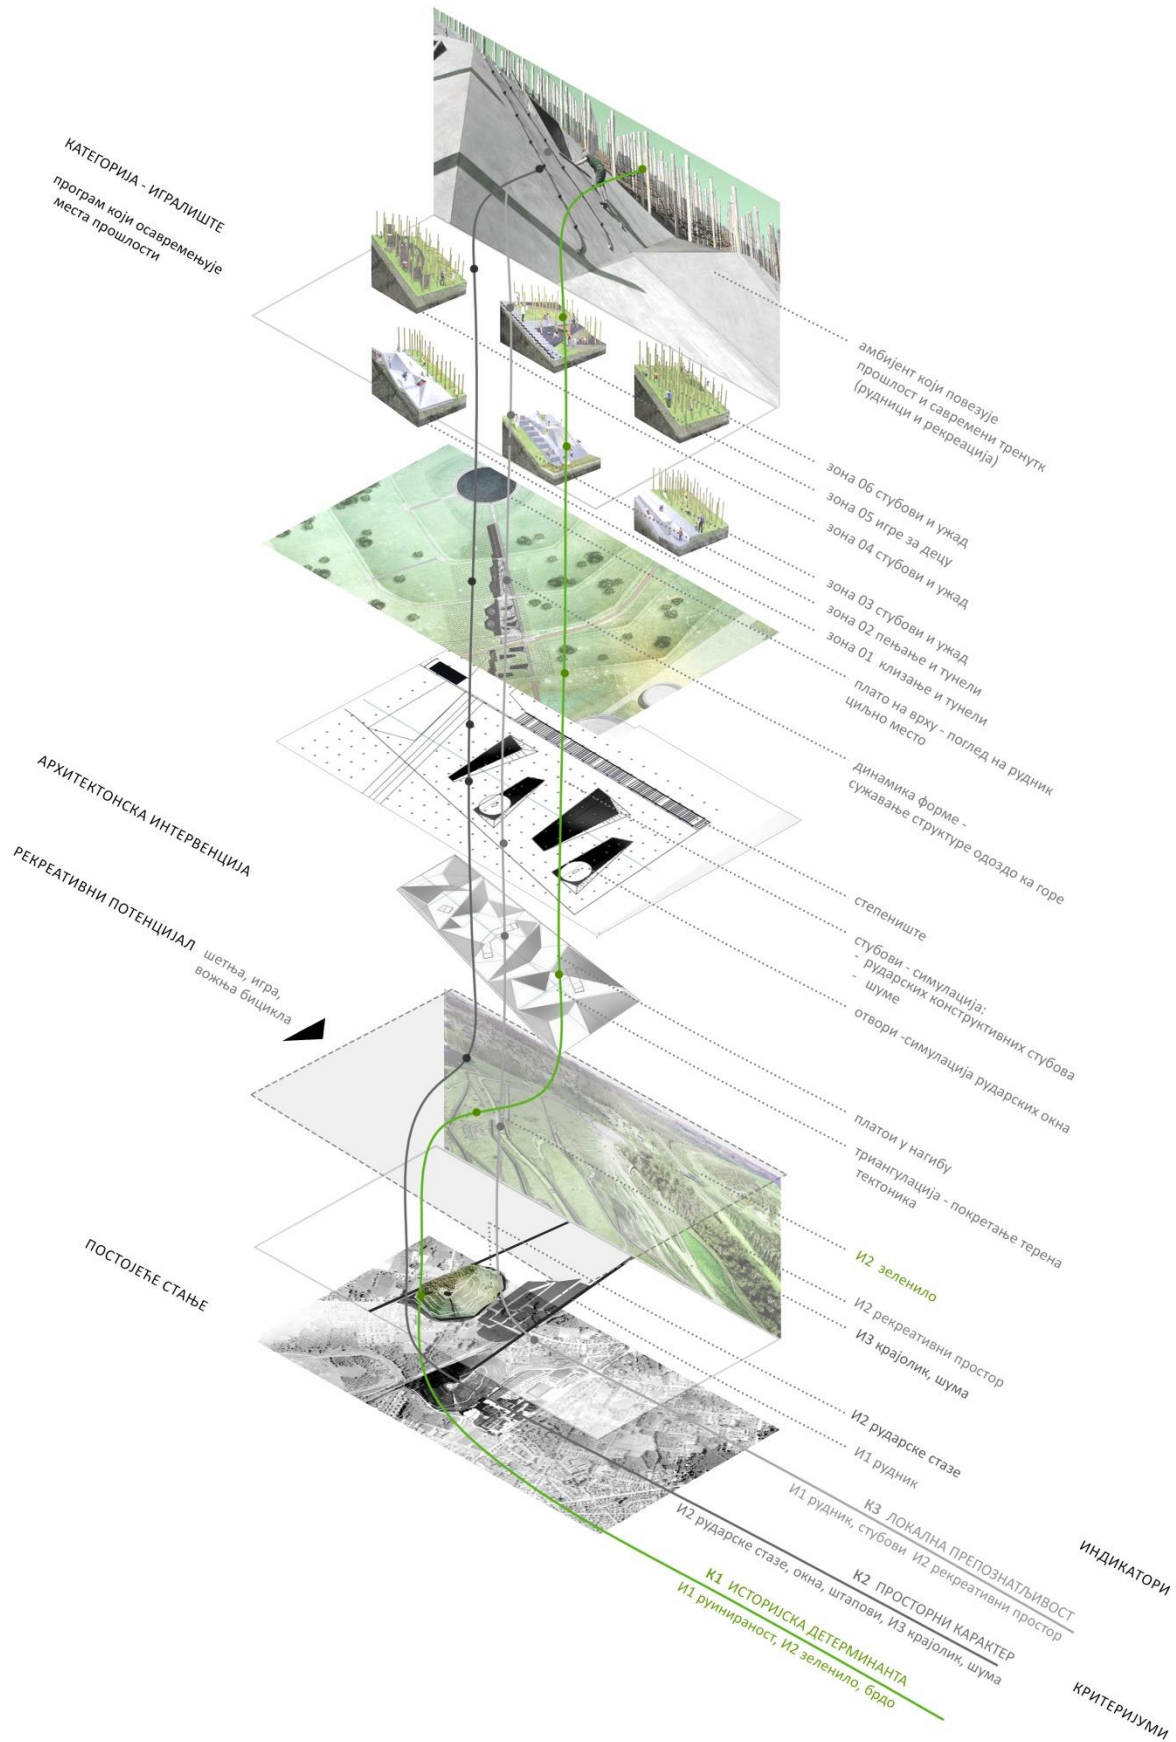 КАТЕГОРИЈА - ИГРАЛИШТЕ
програм који осавремењује
места прошлости
амбијент који повезује
прошлост и савремени тренутк
(рудници и рекреација)
зона 06 стубови и ужад
зона 05 игре за децу
зона 04 стубови и ужад
зона 03 стубови и ужад
зона 02 пењање и тунели
зона 01 клизање и тунели
плато на врху - поглед на рудник
циљно место
динамика форме -
сужавање структуре одоздо ка горе
АРХИТЕКТОНСКА ИНТЕРВЕНЦИЈА
степениште
стубови - симулација:
- рударских конструктивних стубова
- шуме
отвори -симулација рударских окна
РЕКРЕАТИВНИ ПОТЕНЦИЈАЛ
шетња, игра,
вожња бицикла
платои у нагибу
триангулација - покретање терена
тектоника
ПОСТОЈЕЋЕ СТАЊЕ
И2 зеленило
И2 рекреативни простор
И3 крајолик, шума
И2 рударске стазе
И1 рудник
К3 ЛОКАЛНА ПРЕПОЗНАТЉИВОСТ
И1 рудник, стубови И2 рекреативни простор
К2 ПРОСТОРНИ КАРАКТЕР
И2 рударске стазе, окна, штапови, И3 крајолик, шума
К1 ИСТОРИЈСКА ДЕТЕРМИНАНТА
И1 руинираност, И2 зеленило, брдо
ИНДИКАТОРИ
КРИТЕРИЈУМИ